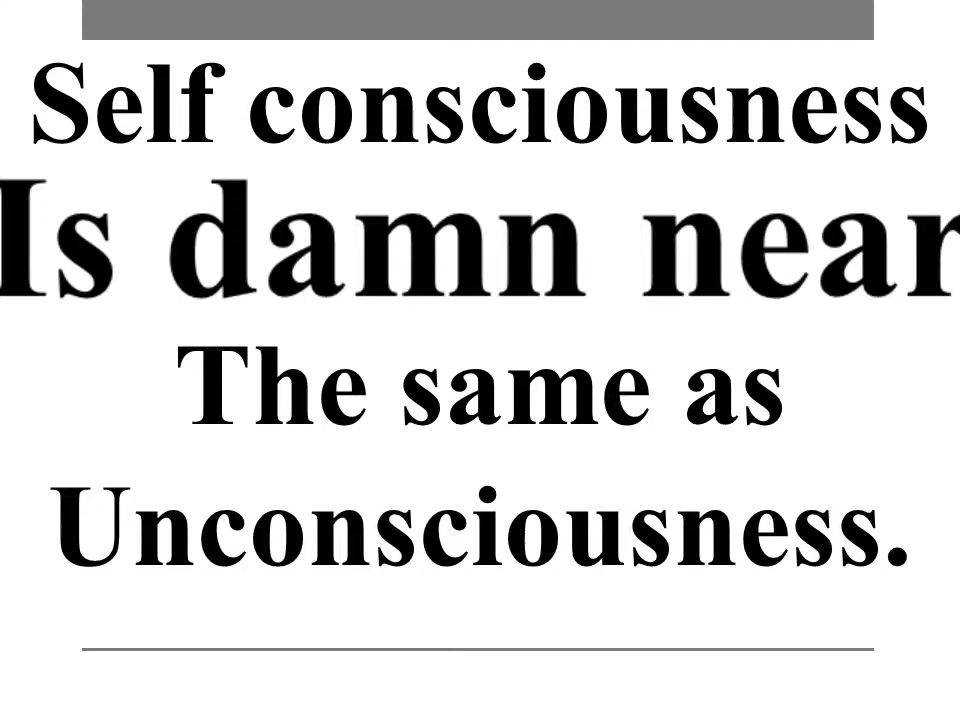 Self consciousness
Is damn near
The same as
Unconsciousness.